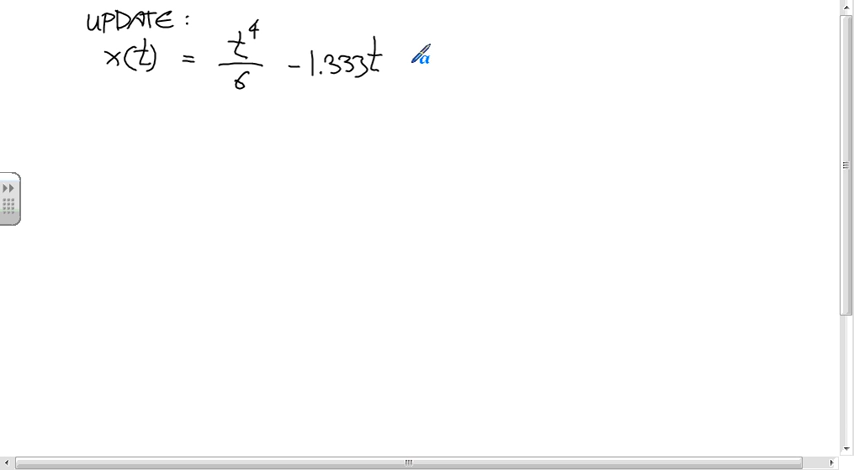 UPDATE:
x(t) = t⁴/6 - 1.333t